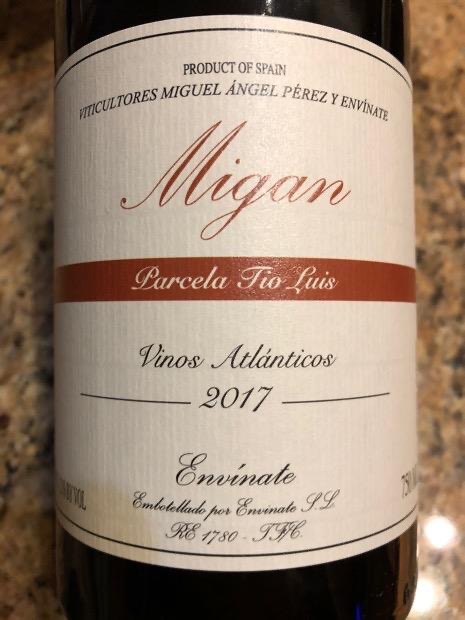 PRODUCT OF SPAIN
VITICULTORES MIGUEL ÁNGEL PÉREZ Y ENVÍNATE
Migan
Parcela Tio Luis
Vinos Atlánticos
2017
Envínate
Embotellado por Envinate S.L.
RE 1780 - TFC.